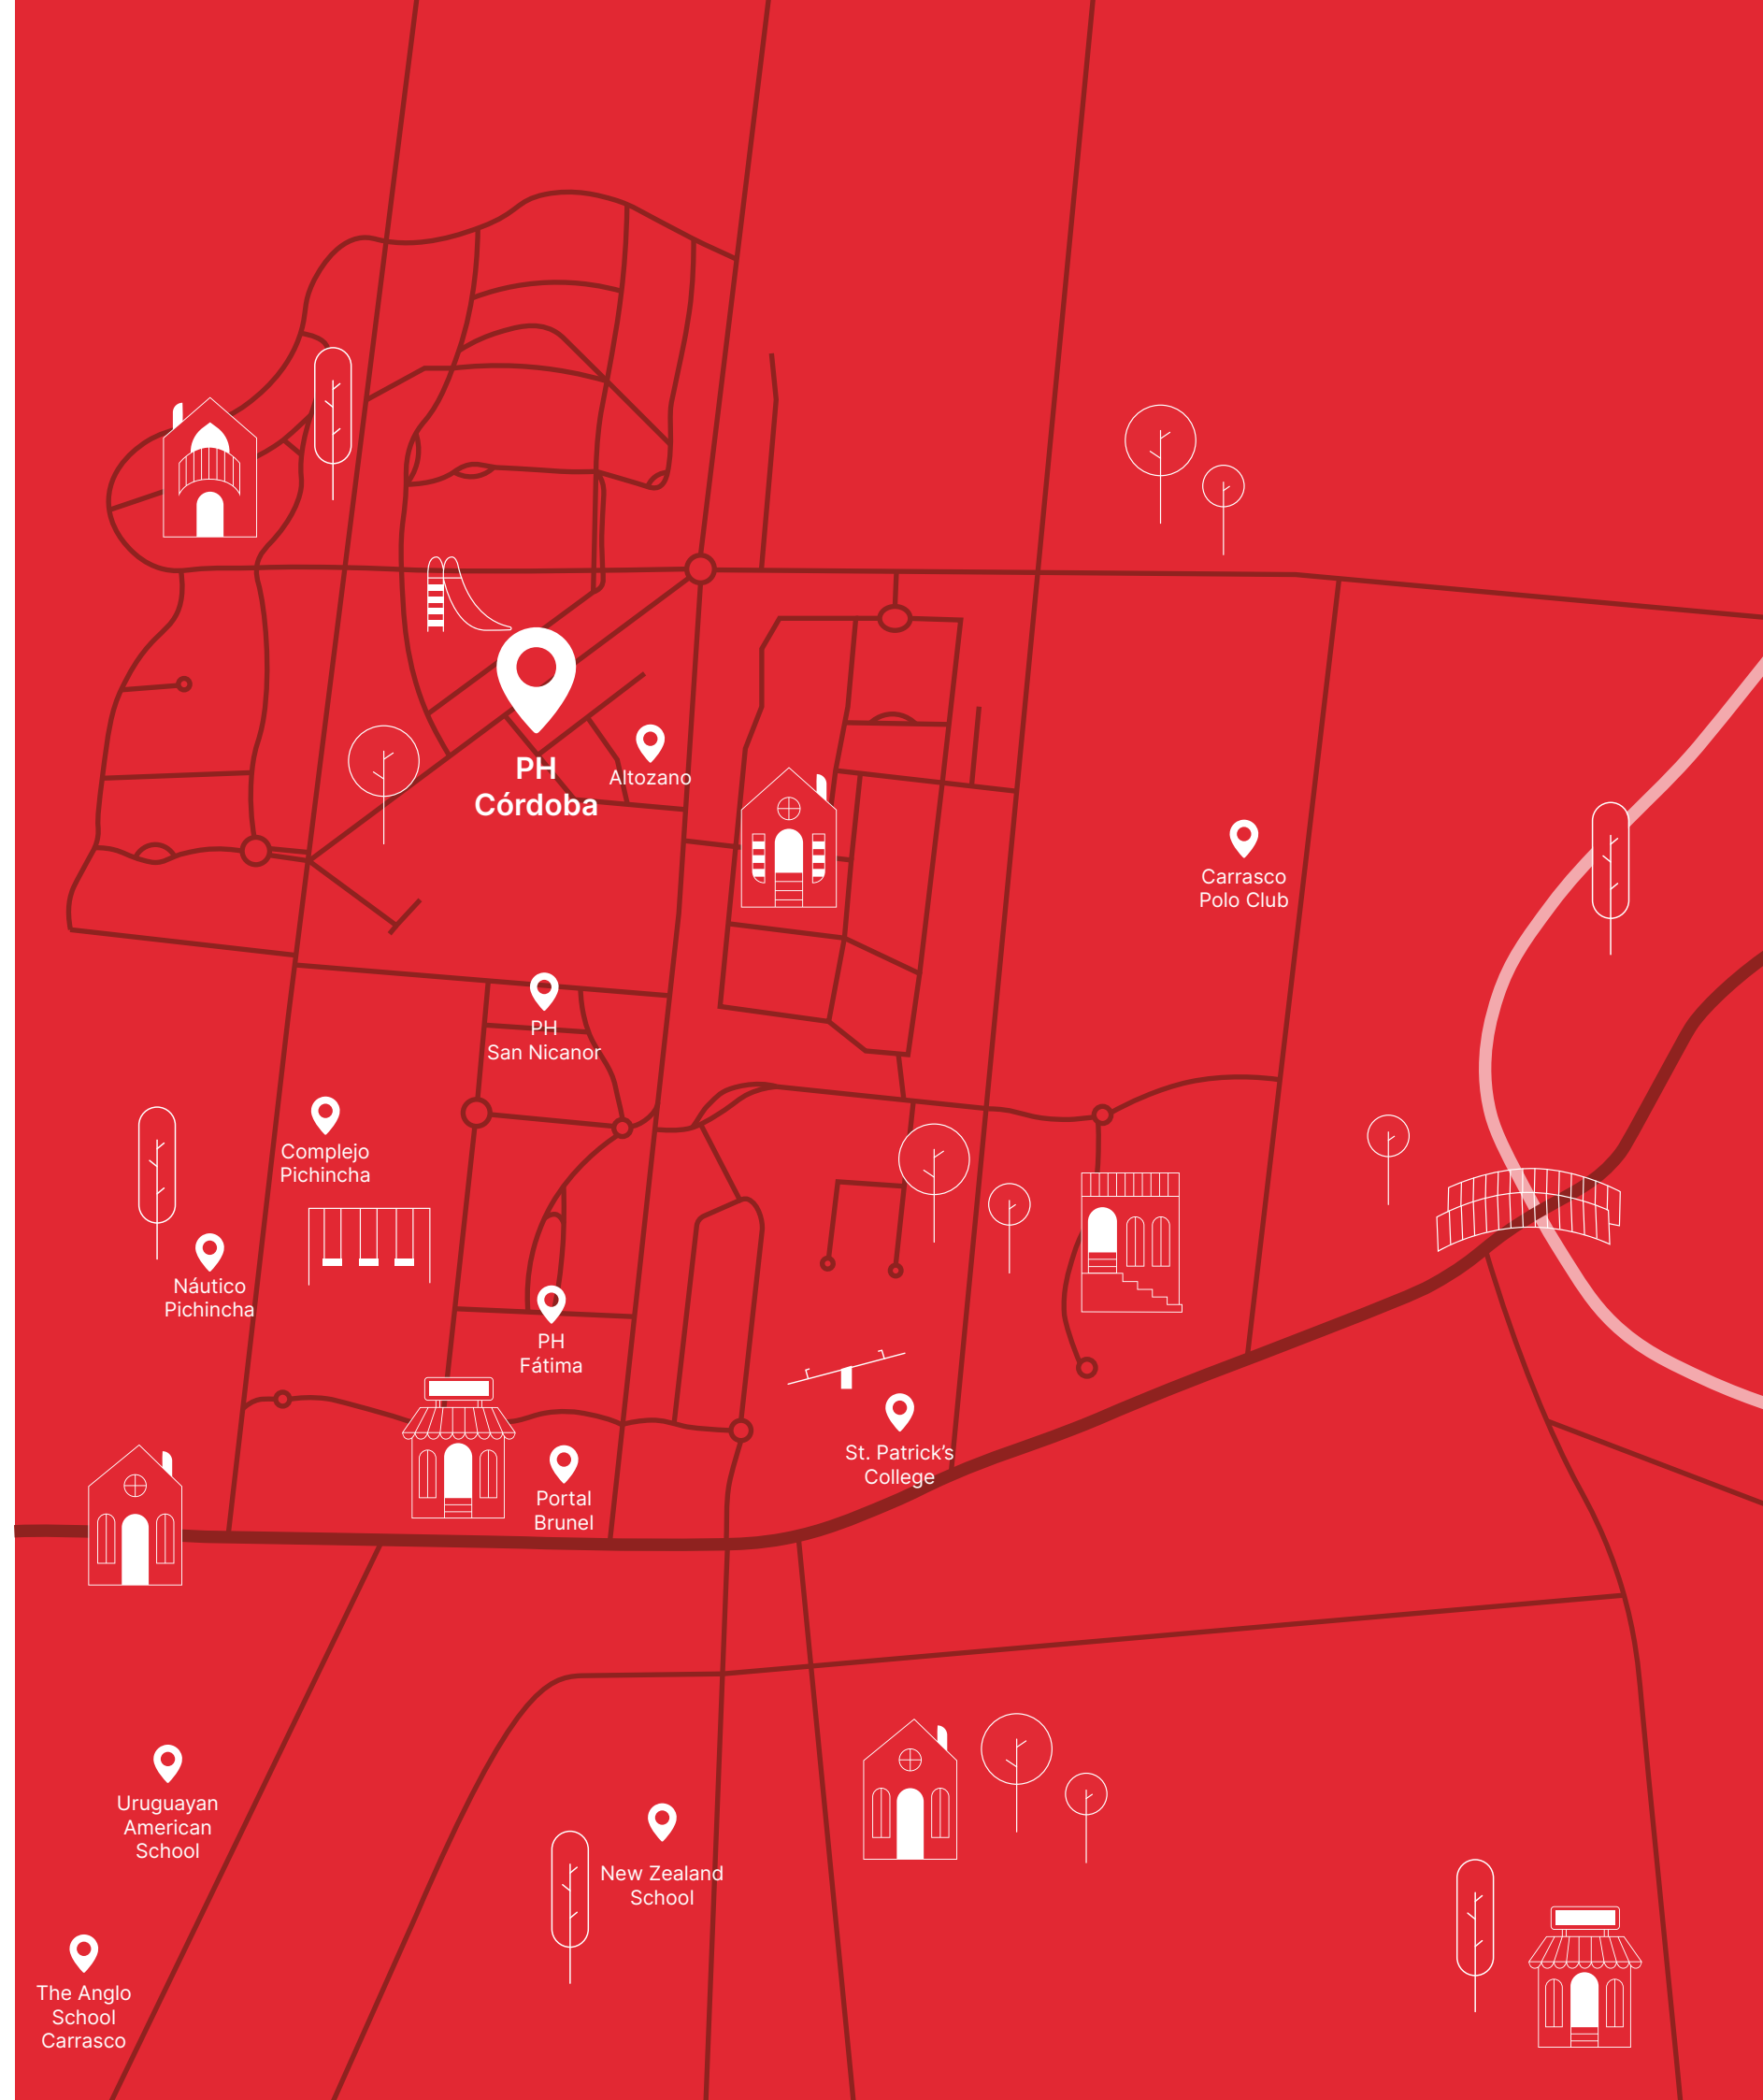 PH
Córdoba
Altozano
Carrasco
Polo Club
PH
San Nicanor
Complejo
Pichincha
Náutico
Pichincha
PH
Fátima
St. Patrick’s
College
Portal
Brunel
Uruguayan
American
School
New Zealand
School
The Anglo
School
Carrasco